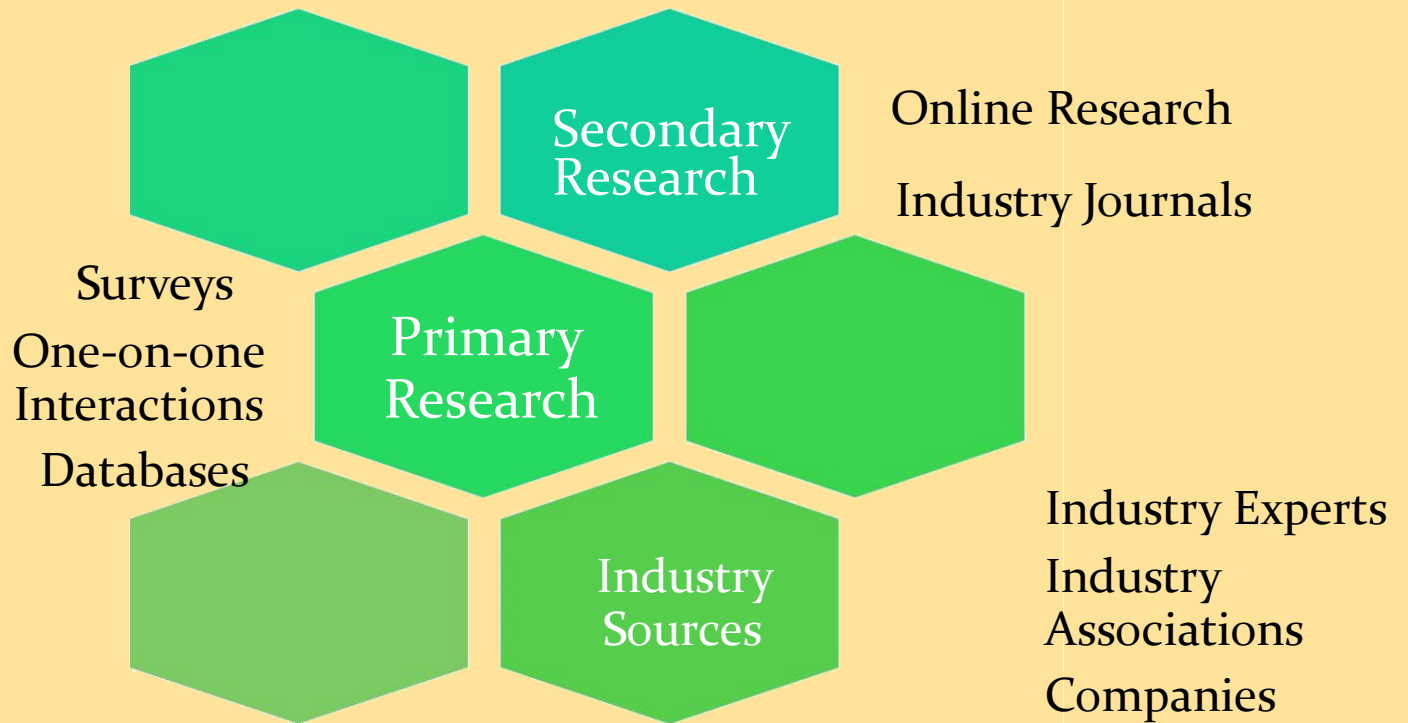 Secondary
Research
Online Research
Industry Journals
Surveys
One-on-one
Interactions
Databases
Primary
Research
Industry
Sources
Industry Experts
Industry
Associations
Companies